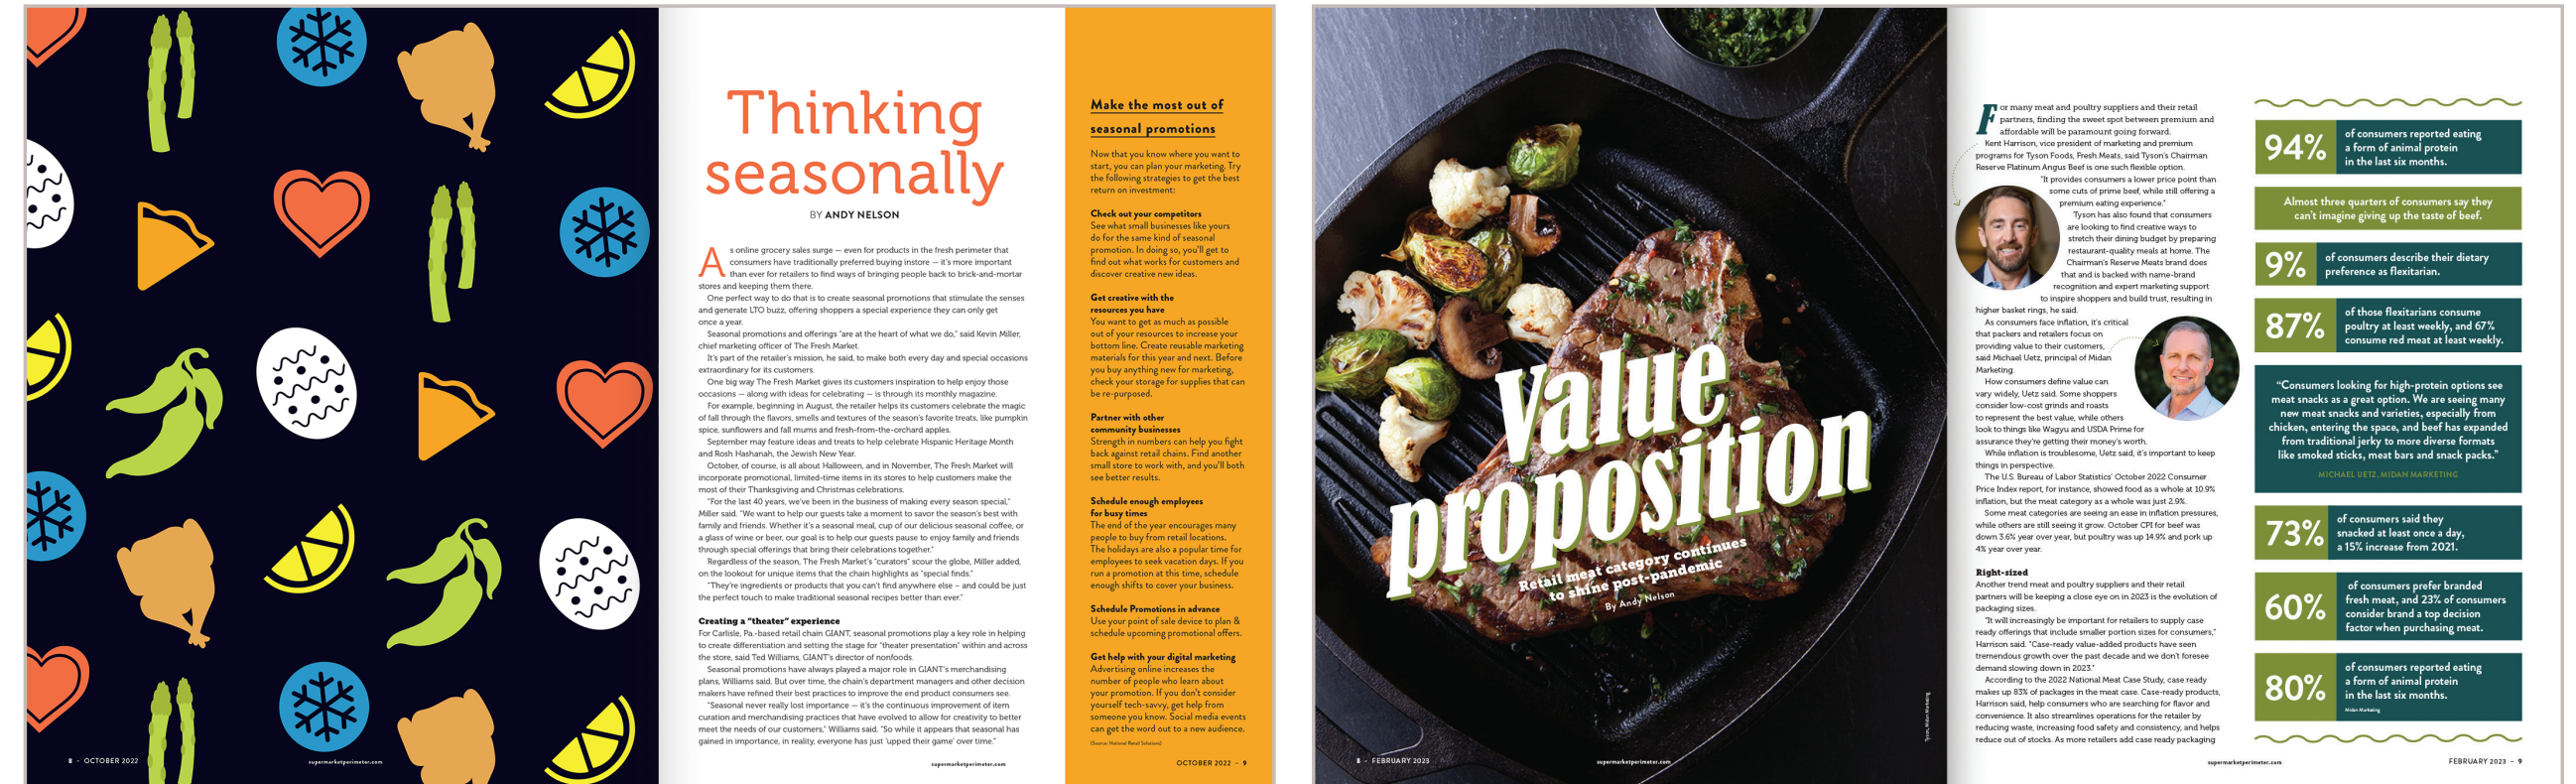 Thinking
seasonally
BY ANDY NELSON
As online grocery sales surge — even for products in the fresh perimeter that
consumers have traditionally preferred buying instore — it's more important
than ever for retailers to find ways of bringing people back to brick-and-mortar
stores and keeping them there.
One perfect way to do that is to create seasonal promotions that stimulate the senses
and generate LTO buzz, offering shoppers a special experience they can only get
once a year.
Seasonal promotions and offerings "are at the heart of what we do," said Kevin Miller,
chief marketing officer of The Fresh Market.
It's part of the retailer's mission, he said, to make both every day and special occasions
extraordinary for its customers.
One big way The Fresh Market gives its customers inspiration to help enjoy those
occasions — along with ideas for celebrating — is through its monthly magazine.
For example, beginning in August, the retailer helps its customers celebrate the magic
of fall through the flavors, smells and textures of the season's favorite treats, like pumpkin
spice, sunflowers and fall mums and fresh-from-the-orchard apples.
September may feature ideas and treats to help celebrate Hispanic Heritage Month
and Rosh Hashanah, the Jewish New Year.
October, of course, is all about Halloween, and in November, The Fresh Market will
incorporate promotional, limited-time items in its stores to help customers make the
most of their Thanksgiving and Christmas celebrations.
"For the last 40 years, we've been in the business of making every season special,"
Miller said. "We want to help our guests take a moment to savor the season's best with
family and friends. Whether it's a seasonal meal, cup of our delicious seasonal coffee, or
a glass of wine or beer, our goal is to help our guests pause to enjoy family and friends
through special offerings that bring their celebrations together."
Regardless of the season, The Fresh Market's "curators" scour the globe, Miller added,
on the lookout for unique items that the chain highlights as "special finds."
"They're ingredients or products that you can't find anywhere else – and could be just
the perfect touch to make traditional seasonal recipes better than ever."
Creating a "theater" experience
For Carlisle, Pa.-based retail chain GIANT, seasonal promotions play a key role in helping
to create differentiation and setting the stage for "theater presentation" within and across
the store, said Ted Williams, GIANT's director of nonfoods.
Seasonal promotions have always played a major role in GIANT's merchandising
plans, Williams said. But over time, the chain's department managers and other decision
makers have refined their best practices to improve the end product consumers see.
"Seasonal never really lost importance — it's the continuous improvement of item
curation and merchandising practices that have evolved to allow for creativity to better
meet the needs of our customers," Williams said. "So while it appears that seasonal has
gained in importance, in reality, everyone has just 'upped their game' over time."
Make the most out of
seasonal promotions
Now that you know where you want to
start, you can plan your marketing. Try
the following strategies to get the best
return on investment:
Check out your competitors
See what small businesses like yours
do for the same kind of seasonal
promotion. In doing so, you'll get to
find out what works for customers and
discover creative new ideas.
Get creative with the
resources you have
You want to get as much as possible
out of your resources to increase your
bottom line. Create reusable marketing
materials for this year and next. Before
you buy anything new for marketing,
check your storage for supplies that can
be re-purposed.
Partner with other
community businesses
Strength in numbers can help you fight
back against retail chains. Find another
small store to work with, and you'll both
see better results.
Schedule enough employees
for busy times
The end of the year encourages many
people to buy from retail locations.
The holidays are also a popular time for
employees to seek vacation days. If you
run a promotion at this time, schedule
enough shifts to cover your business.
Schedule Promotions in advance
Use your point of sale device to plan &
schedule upcoming promotional offers.
Get help with your digital marketing
Advertising online increases the
number of people who learn about
your promotion. If you don't consider
yourself tech-savvy, get help from
someone you know. Social media events
can get the word out to a new audience.
(Source: National Retail Solutions)
8 - OCTOBER 2022
supermarketperimeter.com
supermarketperimeter.com
OCTOBER 2022 – 9
Value
proposition
Retail meat category continues
to shine post-pandemic
By Andy Nelson
Tyson, Midan Marketing
8 - FEBRUARY 2023
supermarketperimeter.com
For many meat and poultry suppliers and their retail
partners, finding the sweet spot between premium and
affordable will be paramount going forward.
Kent Harrison, vice president of marketing and premium
programs for Tyson Foods, Fresh Meats, said Tyson's Chairman
Reserve Platinum Angus Beef is one such flexible option.
"It provides consumers a lower price point than
some cuts of prime beef, while still offering a
premium eating experience."
Tyson has also found that consumers
are looking to find creative ways to
stretch their dining budget by preparing
restaurant-quality meals at home. The
Chairman's Reserve Meats brand does
that and is backed with name-brand
recognition and expert marketing support
to inspire shoppers and build trust, resulting in
higher basket rings, he said.
As consumers face inflation, it's critical
that packers and retailers focus on
providing value to their customers,
said Michael Uetz, principal of Midan
Marketing.
How consumers define value can
vary widely, Uetz said. Some shoppers
consider low-cost grinds and roasts
to represent the best value, while others
look to things like Wagyu and USDA Prime for
assurance they're getting their money's worth.
While inflation is troublesome, Uetz said, it's important to keep
things in perspective.
The U.S. Bureau of Labor Statistics' October 2022 Consumer
Price Index report, for instance, showed food as a whole at 10.9%
inflation, but the meat category as a whole was just 2.9%.
Some meat categories are seeing an ease in inflation pressures,
while others are still seeing it grow. October CPI for beef was
down 3.6% year over year, but poultry was up 14.9% and pork up
4% year over year.
Right-sized
Another trend meat and poultry suppliers and their retail
partners will be keeping a close eye on in 2023 is the evolution of
packaging sizes.
"It will increasingly be important for retailers to supply case
ready offerings that include smaller portion sizes for consumers,"
Harrison said. "Case-ready value-added products have seen
tremendous growth over the past decade and we don't foresee
demand slowing down in 2023."
According to the 2022 National Meat Case Study, case ready
makes up 83% of packages in the meat case. Case-ready products,
Harrison said, help consumers who are searching for flavor and
convenience. It also streamlines operations for the retailer by
reducing waste, increasing food safety and consistency, and helps
reduce out of stocks. As more retailers add case ready packaging
94%
of consumers reported eating
a form of animal protein
in the last six months.
Almost three quarters of consumers say they
can't imagine giving up the taste of beef.
9%
of consumers describe their dietary
preference as flexitarian.
87%
of those flexitarians consume
poultry at least weekly, and 67%
consume red meat at least weekly.
"Consumers looking for high-protein options see
meat snacks as a great option. We are seeing many
new meat snacks and varieties, especially from
chicken, entering the space, and beef has expanded
from traditional jerky to more diverse formats
like smoked sticks, meat bars and snack packs."
MICHAEL UETZ, MIDAN MARKETING
73%
of consumers said they
snacked at least once a day,
a 15% increase from 2021.
60%
of consumers prefer branded
fresh meat, and 23% of consumers
consider brand a top decision
factor when purchasing meat.
80%
of consumers reported eating
a form of animal protein
in the last six months.
Midan Marketing
supermarketperimeter.com
FEBRUARY 2023 – 9